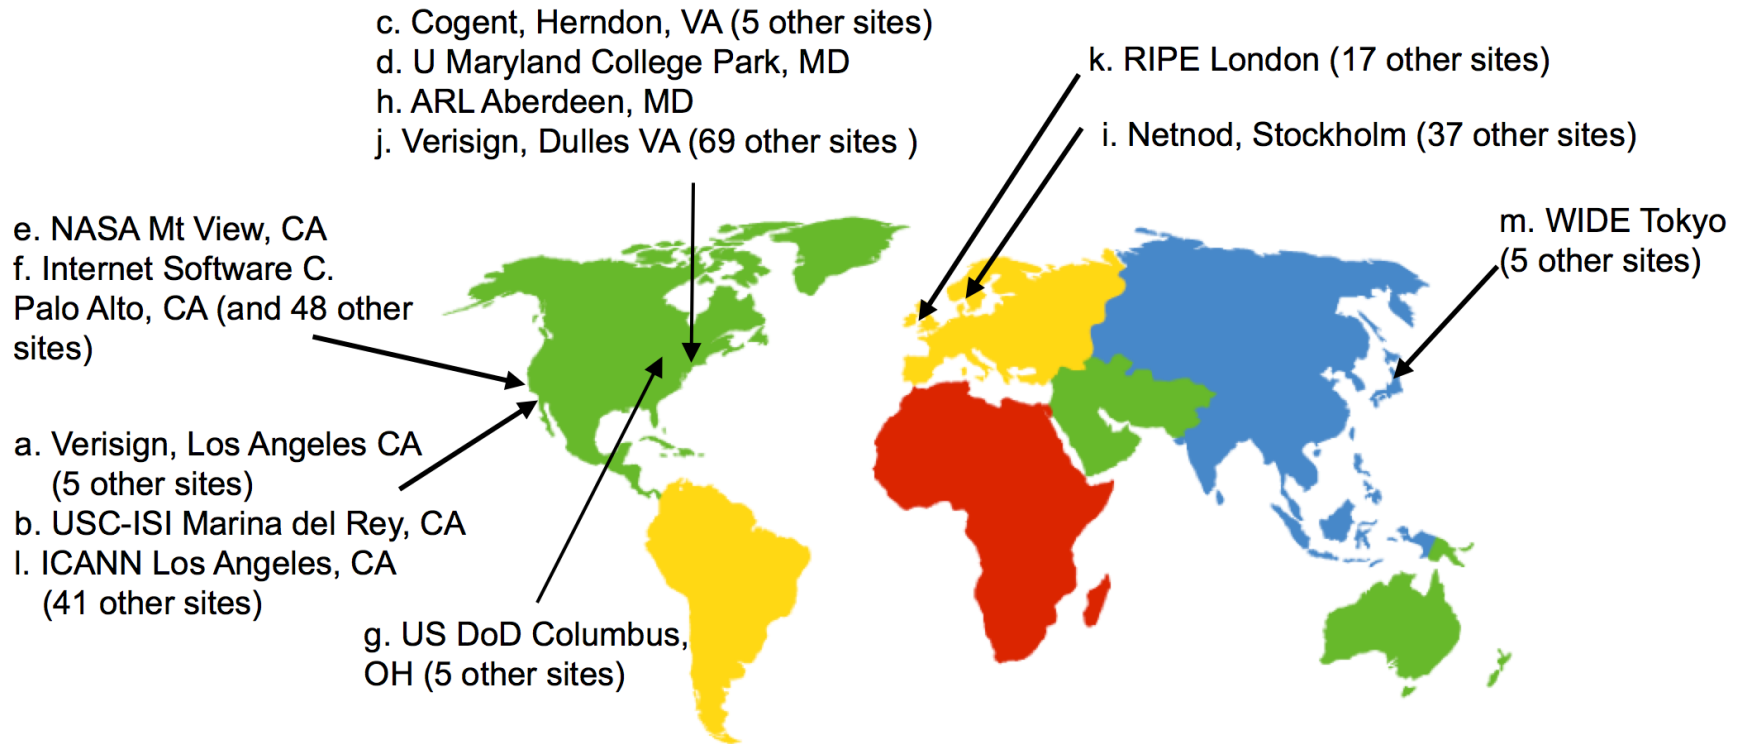 c. Cogent, Herndon, VA (5 other sites)
d. U Maryland College Park, MD
h. ARL Aberdeen, MD
j. Verisign, Dulles VA (69 other sites )
k. RIPE London (17 other sites)
i. Netnod, Stockholm (37 other sites)
m. WIDE Tokyo
(5 other sites)
e. NASA Mt View, CA
f. Internet Software C.
Palo Alto, CA (and 48 other
sites)
a. Verisign, Los Angeles CA
(5 other sites)
b. USC-ISI Marina del Rey, CA
l. ICANN Los Angeles, CA
(41 other sites)
g. US DoD Columbus,
OH (5 other sites)